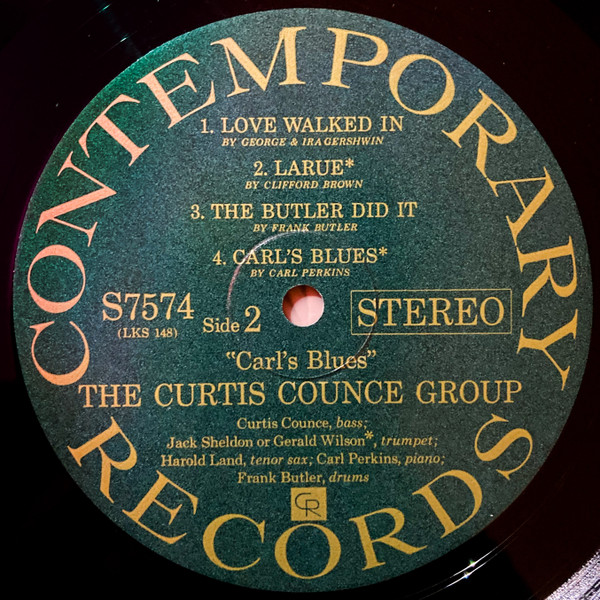 CONTEMPORARY
1. LOVE WALKED IN
BY GEORGE & IRA GERSHWIN
2. LARUE*
BY CLIFFORD BROWN
3. THE BUTLER DID IT
BY FRANK BUTLER
4. CARL'S BLUES*
BY CARL PERKINS
S7574
(LKS 148)
Side 2
STEREO
"Carl's Blues"
THE CURTIS COUNCE GROUP
Curtis Counce, bass;
Jack Sheldon or Gerald Wilson*, trumpet;
Harold Land, tenor sax; Carl Perkins, piano;
Frank Butler, drums
CR
RECORDS